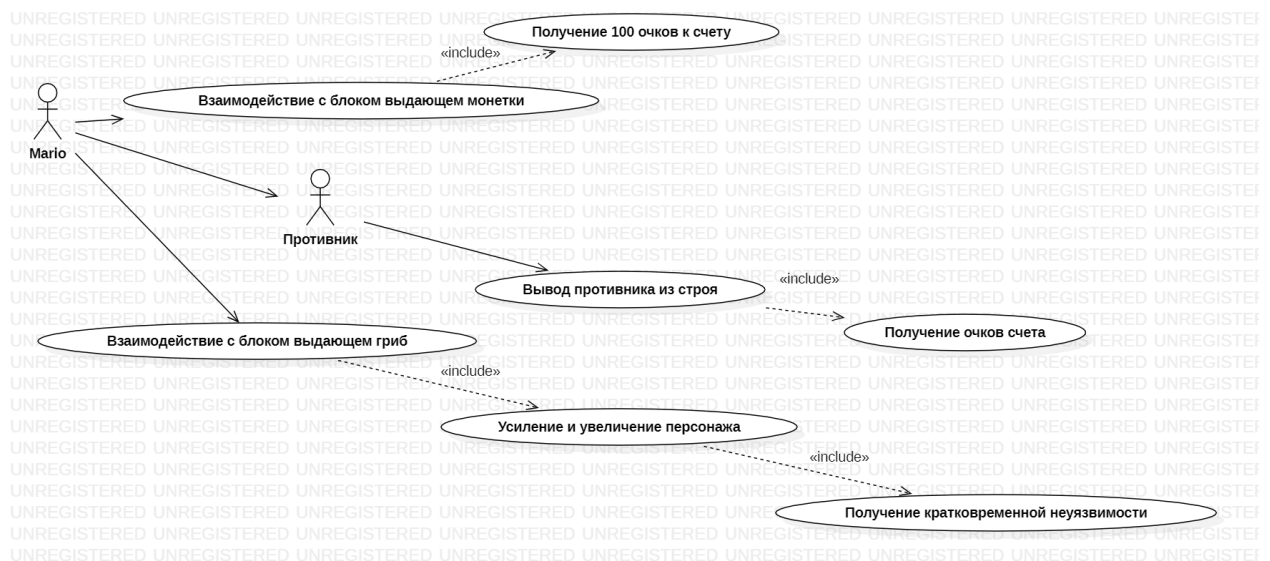 Получение 100 очков к счету
«include»
Взаимодействие с блоком выдающем монетки
Mario
Противник
«include»
Вывод противника из строя
Получение очков счета
Взаимодействие с блоком выдающем гриб
«include»
Усиление и увеличение персонажа
«include»
Получение кратковременной неуязвимости
UNREGISTERED